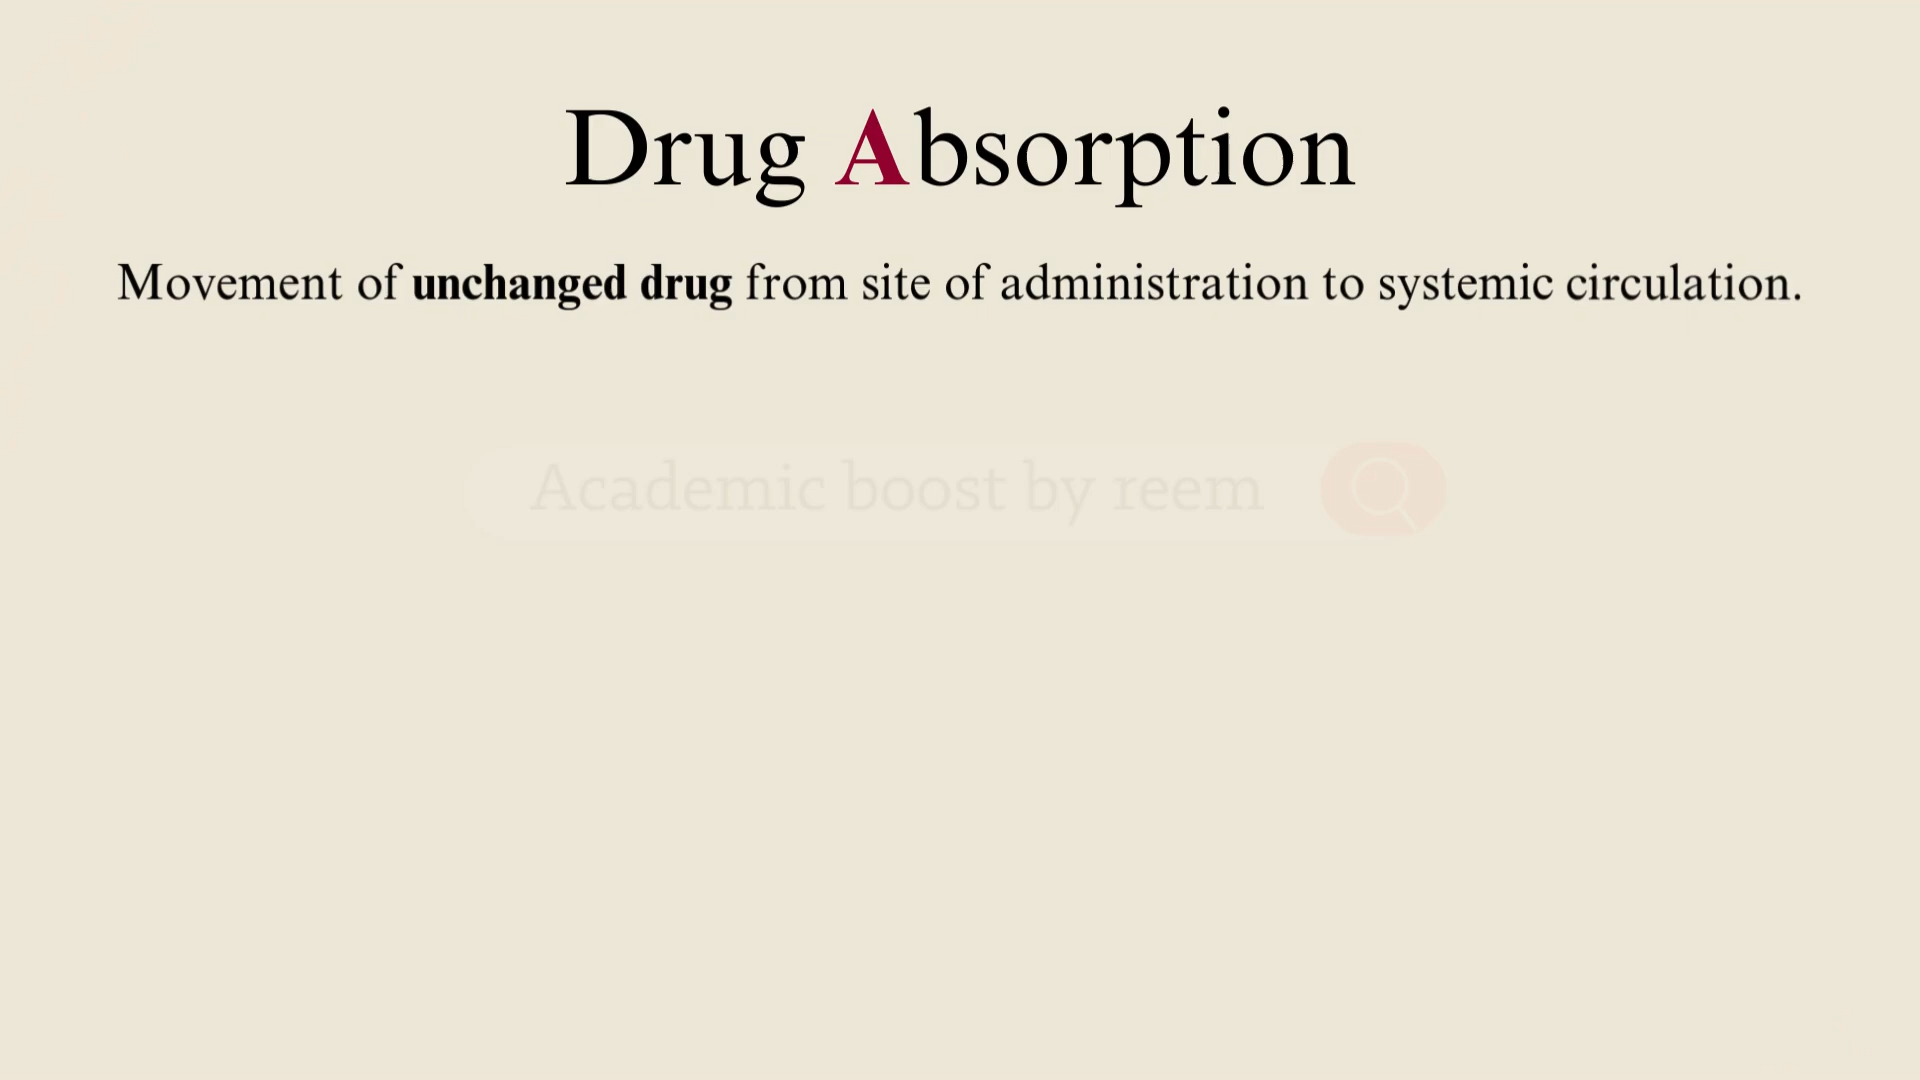 Drug Absorption
Movement of unchanged drug from site of administration to systemic circulation.
Academic boost by reem